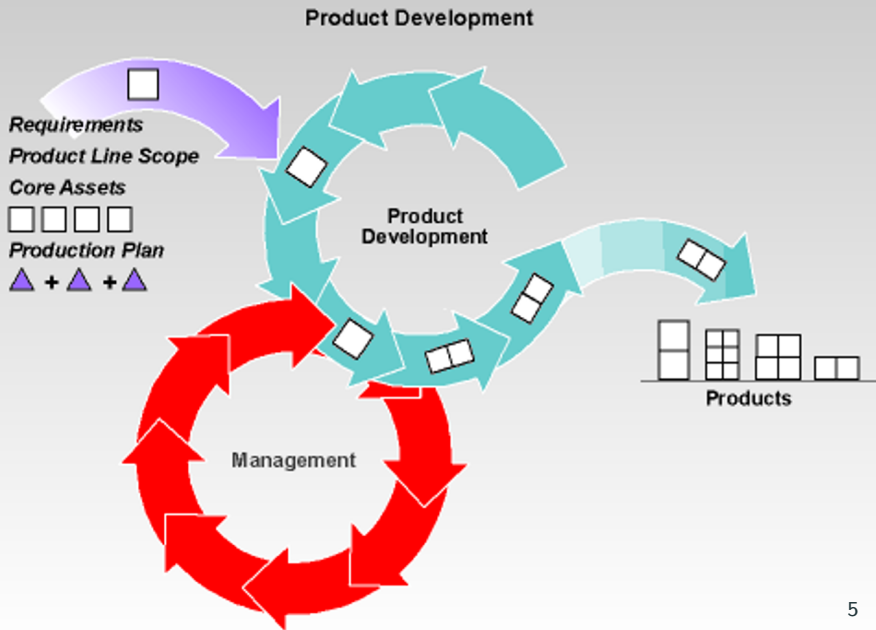 Product Development
Requirements
Product Line Scope
Core Assets
Production Plan
+ +
Product
Development
Products
Management
5